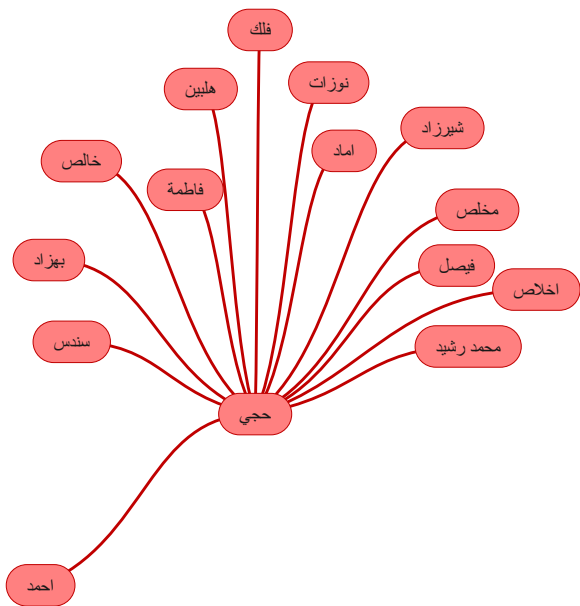 فلك
نوزات
هلبين
شيرزاد
اماد
خالص
فاطمة
مخلص
فيصل
بهزاد
اخلاص
سندس
محمد رشيد
حجي
احمد